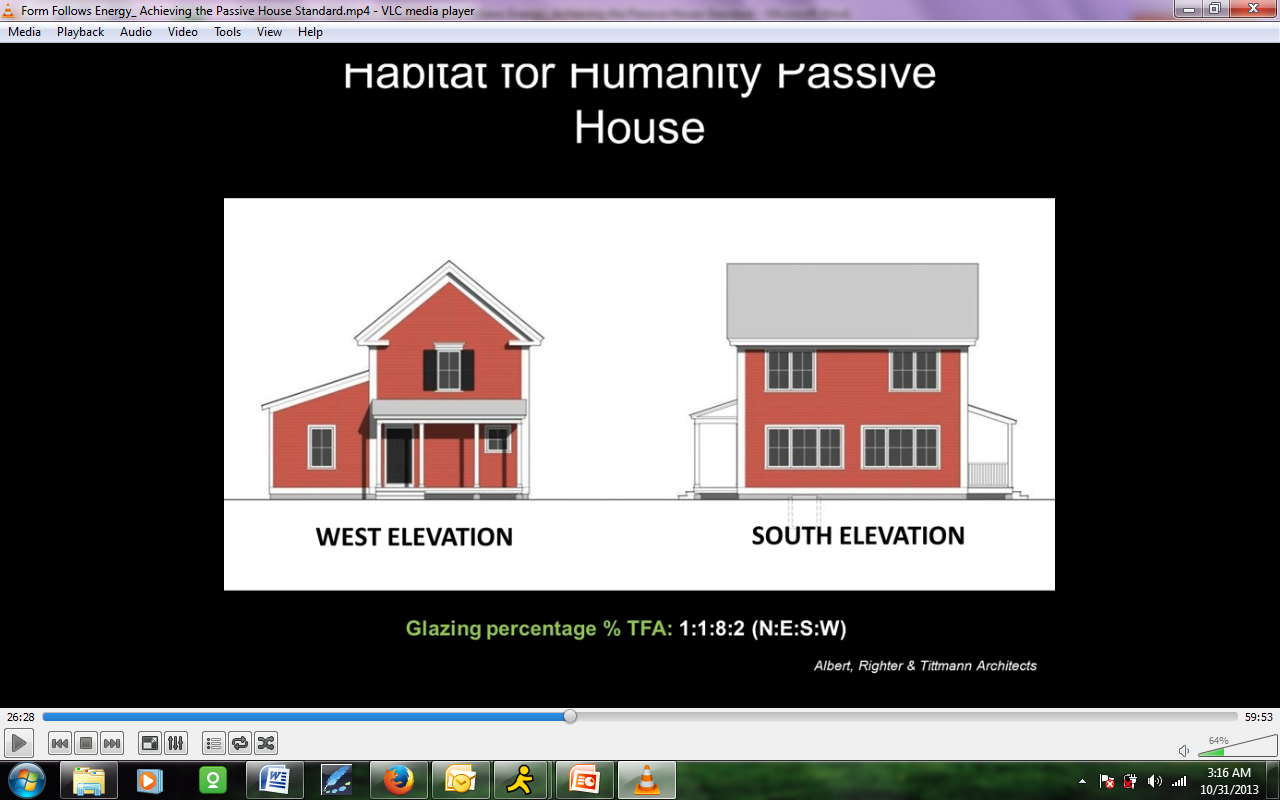 Form Follows Energy_ Achieving the Passive House Standard.mp4 - VLC media player
Media Playback Audio Video Tools View Help
Habitat for Humanity Passive
House
WEST ELEVATION
SOUTH ELEVATION
Glazing percentage % TFA: 1:1:8:2 (N:E:S:W)
Albert, Righter & Tittmann Architects
26:28
59:53
64%
3:16 AM
10/31/2013